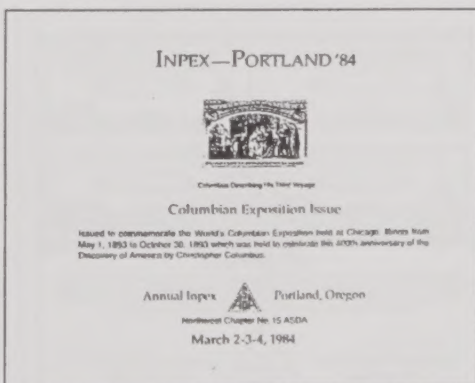 INPEX—PORTLAND '84
Columbus Describing His Third Voyage
Columbian Exposition Issue
Issued to commemorate the World's Columbian Exposition held at Chicago, Illinois from
May 1, 1893 to October 30, 1893 which was held to celebrate the 400th anniversary of the
Discovery of America by Christopher Columbus.
Annual Inpex Portland, Oregon
Northwest Chapter No. 15 ASDA
March 2-3-4, 1984